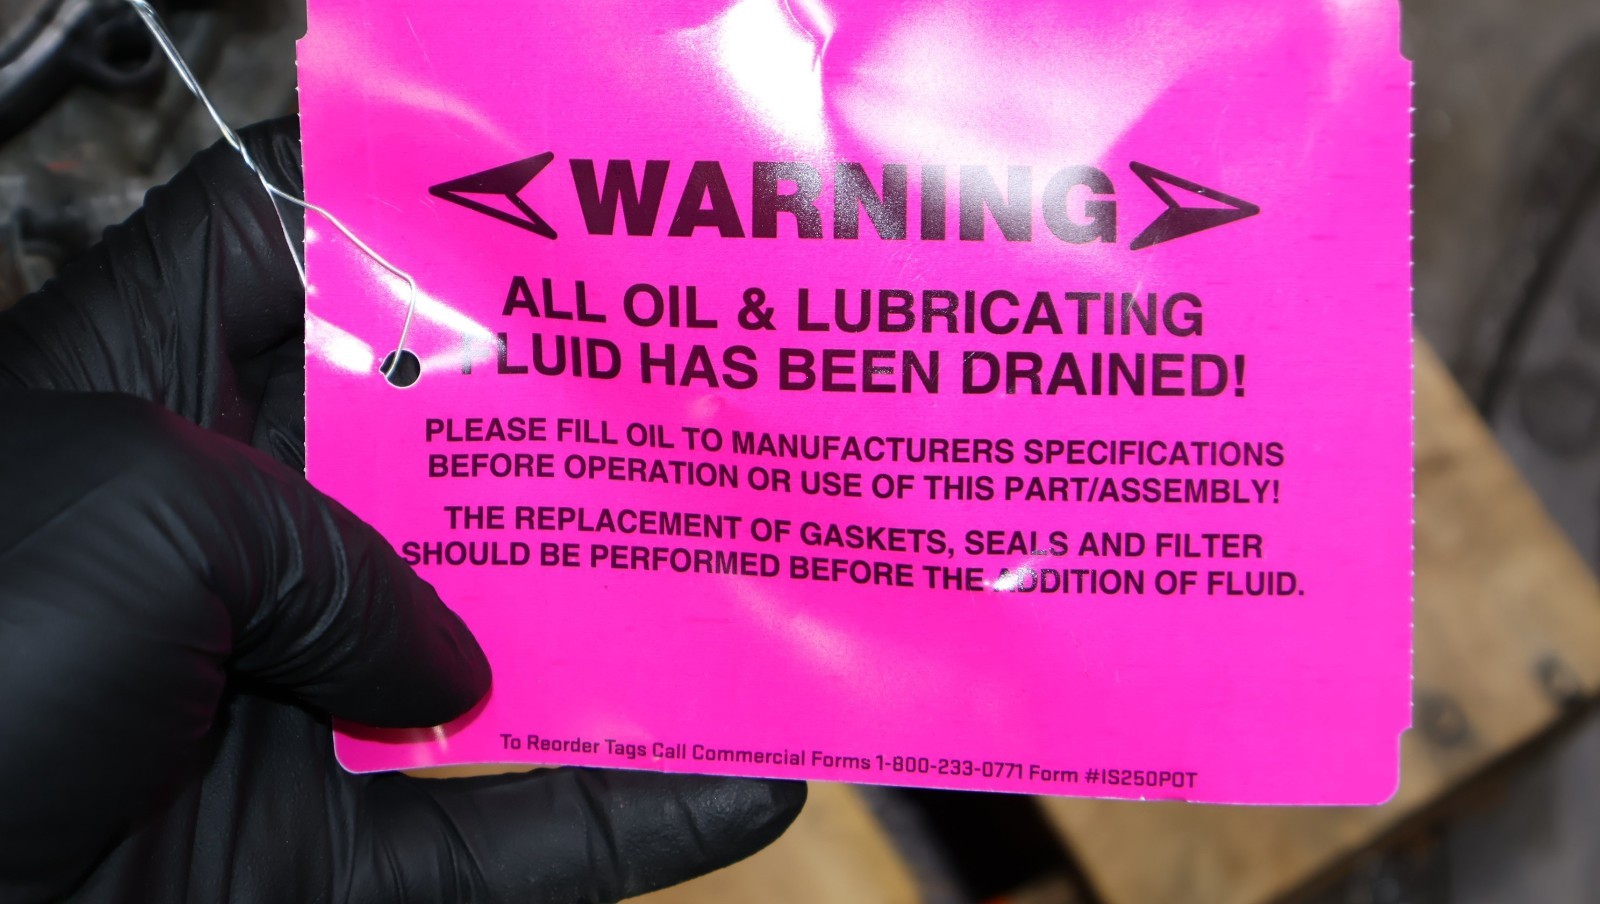 WARNING
ALL OIL & LUBRICATING
FLUID HAS BEEN DRAINED!
PLEASE FILL OIL TO MANUFACTURERS SPECIFICATIONS
BEFORE OPERATION OR USE OF THIS PART/ASSEMBLY!
THE REPLACEMENT OF GASKETS, SEALS AND FILTER
SHOULD BE PERFORMED BEFORE THE ADDITION OF FLUID.
To Reorder Tags Call Commercial Forms 1-800-233-0771 Form #IS250POT